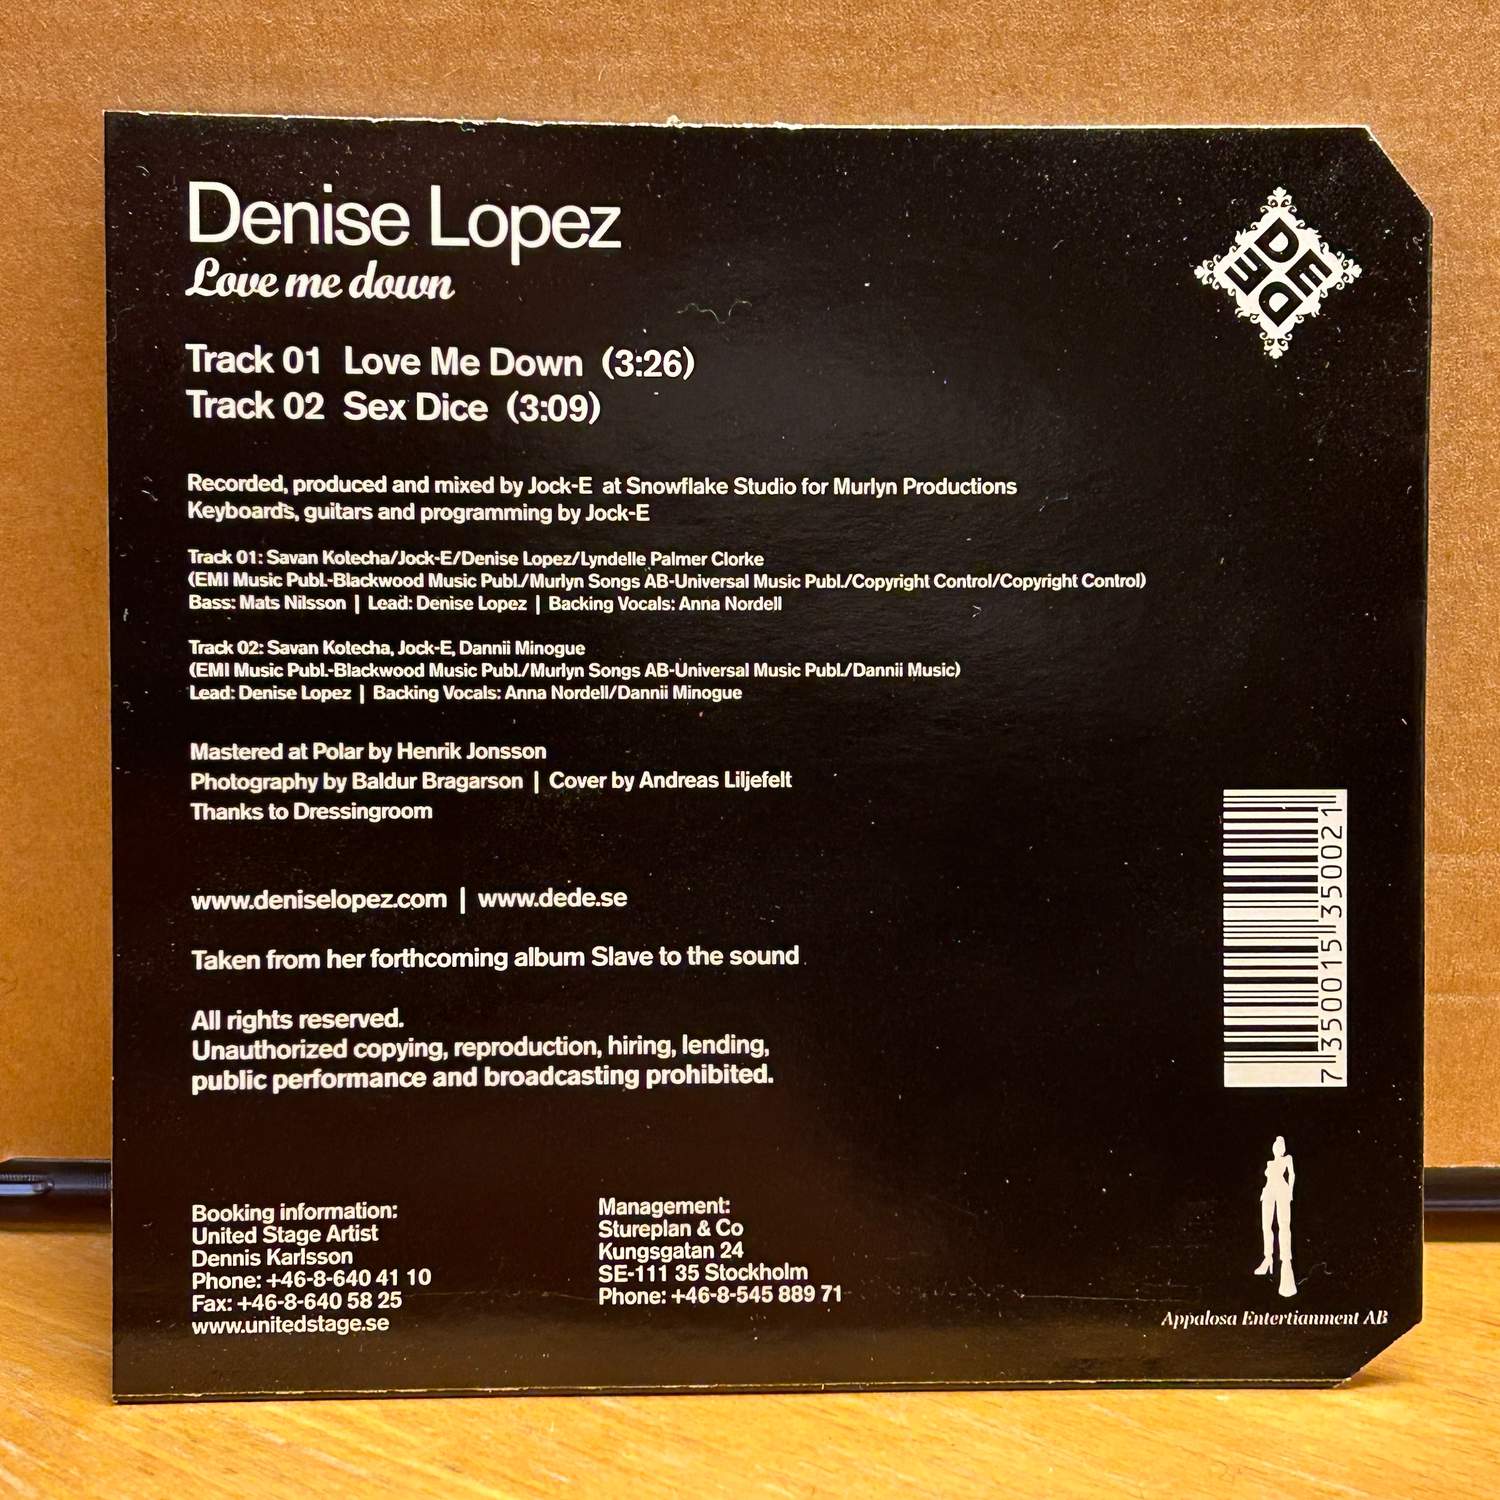 Denise Lopez
Love me down
DEDE
Track 01 Love Me Down (3:26)
Track 02 Sex Dice (3:09)
Recorded, produced and mixed by Jock-E at Snowflake Studio for Murlyn Productions
Keyboards, guitars and programming by Jock-E
Track 01: Savan Kotecha/Jock-E/Denise Lopez/Lyndelle Palmer Clorke
(EMI Music Publ.-Blackwood Music Publ./Murlyn Songs AB-Universal Music Publ./Copyright Control/Copyright Control)
Bass: Mats Nilsson | Lead: Denise Lopez | Backing Vocals: Anna Nordell
Track 02: Savan Kotecha, Jock-E, Dannii Minogue
(EMI Music Publ.-Blackwood Music Publ./Murlyn Songs AB-Universal Music Publ./Dannii Music)
Lead: Denise Lopez | Backing Vocals: Anna Nordell/Dannii Minogue
Mastered at Polar by Henrik Jonsson
Photography by Baldur Bragarson | Cover by Andreas Liljefelt
Thanks to Dressingroom
www.deniselopez.com | www.dede.se
Taken from her forthcoming album Slave to the sound
All rights reserved.
Unauthorized copying, reproduction, hiring, lending,
public performance and broadcasting prohibited.
7 350015 350021
Booking information:
United Stage Artist
Dennis Karlsson
Phone: +46-8-640 41 10
Fax: +46-8-640 58 25
www.unitedstage.se
Management:
Stureplan & Co
Kungsgatan 24
SE-111 35 Stockholm
Phone: +46-8-545 889 71
Appalosa Entertianment AB